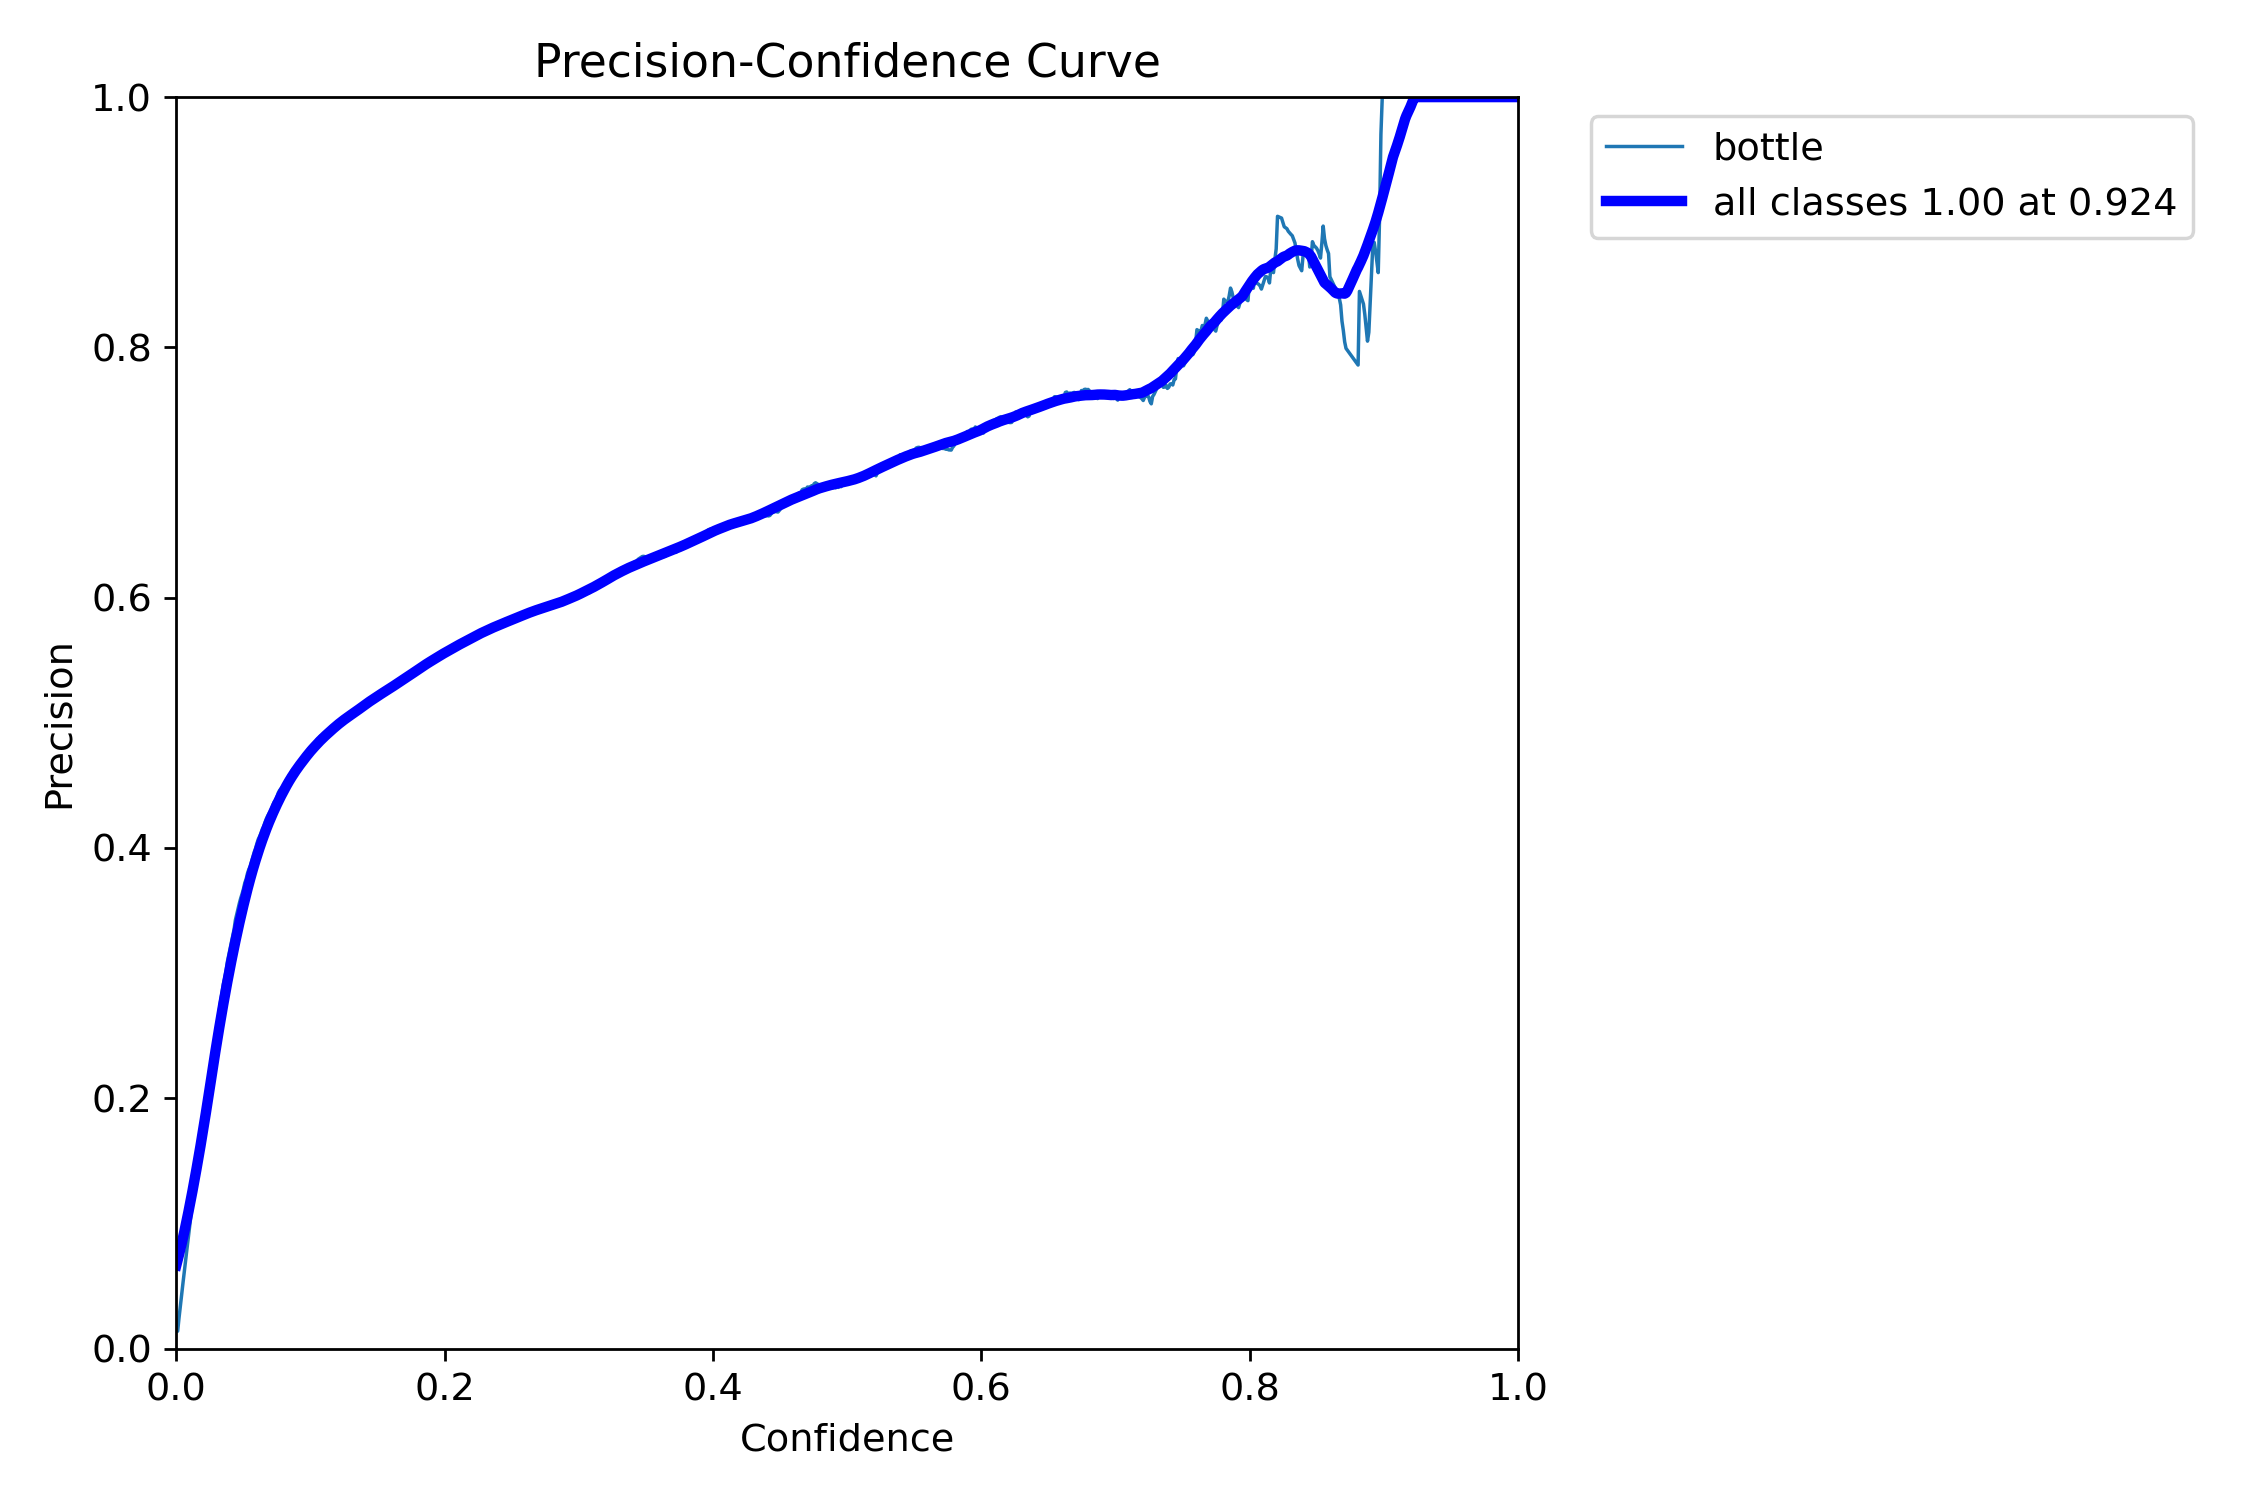 Precision-Confidence Curve
1.0
0.8
0.6
0.4
0.2
0.0
Precision
0.0 0.2 0.4 0.6 0.8 1.0
Confidence
bottle
all classes 1.00 at 0.924